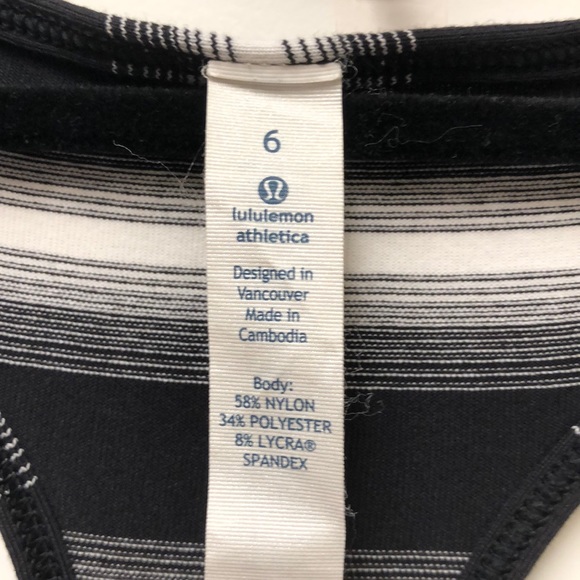 6
lululemon
athletica
Designed in
Vancouver
Made in
Cambodia
Body:
58% NYLON
34% POLYESTER
8% LYCRA®
SPANDEX